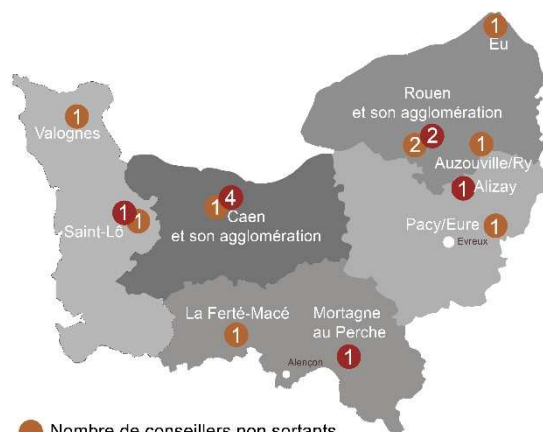 1
Eu
Rouen
et son agglomération
2
2
1
Auzouville/Ry
1
Alizay
1
Valognes
1
Saint-Lô
1
4
1
Caen
et son agglomération
Pacy/Eure
1
Evreux
La Ferté-Macé
1
Mortagne
au Perche
1
Alençon
Nombre de conseillers non sortants